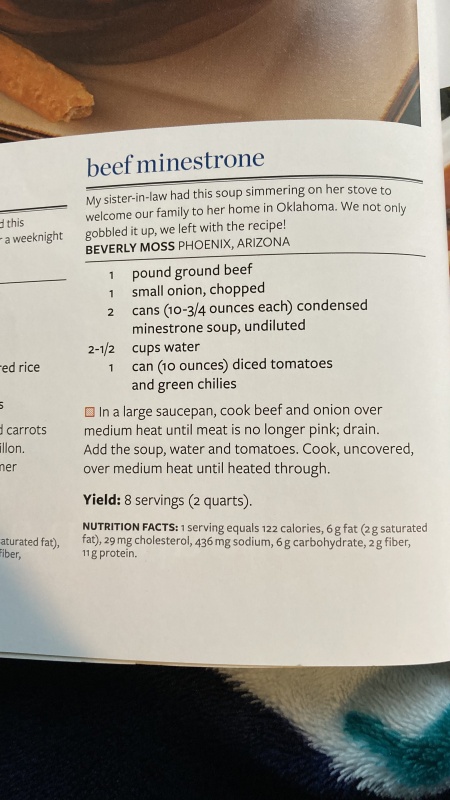 d this
a weeknight
ed rice
s
d carrots
illon.
ner
aturated fat),
fiber,
beef minestrone
My sister-in-law had this soup simmering on her stove to
welcome our family to her home in Oklahoma. We not only
gobbled it up, we left with the recipe!
BEVERLY MOSS PHOENIX, ARIZONA
1 pound ground beef
1 small onion, chopped
2 cans (10-3/4 ounces each) condensed
minestrone soup, undiluted
2-1/2 cups water
1 can (10 ounces) diced tomatoes
and green chilies
In a large saucepan, cook beef and onion over
medium heat until meat is no longer pink; drain.
Add the soup, water and tomatoes. Cook, uncovered,
over medium heat until heated through.
Yield: 8 servings (2 quarts).
NUTRITION FACTS: 1 serving equals 122 calories, 6 g fat (2 g saturated
fat), 29 mg cholesterol, 436 mg sodium, 6 g carbohydrate, 2 g fiber,
11 g protein.